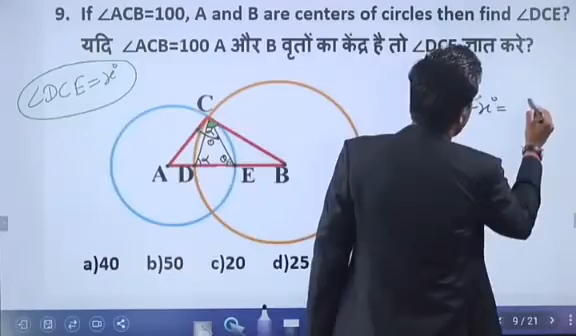 9. If ∠ACB=100, A and B are centers of circles then find ∠DCE?
यदि ∠ACB=100 A और B वृतों का केंद्र है तो ज्ञात करे?
∠DCE = x°
x° =
C
α
θ
α θ
A D E B
a)40 b)50 c)20 d)25
9 / 21